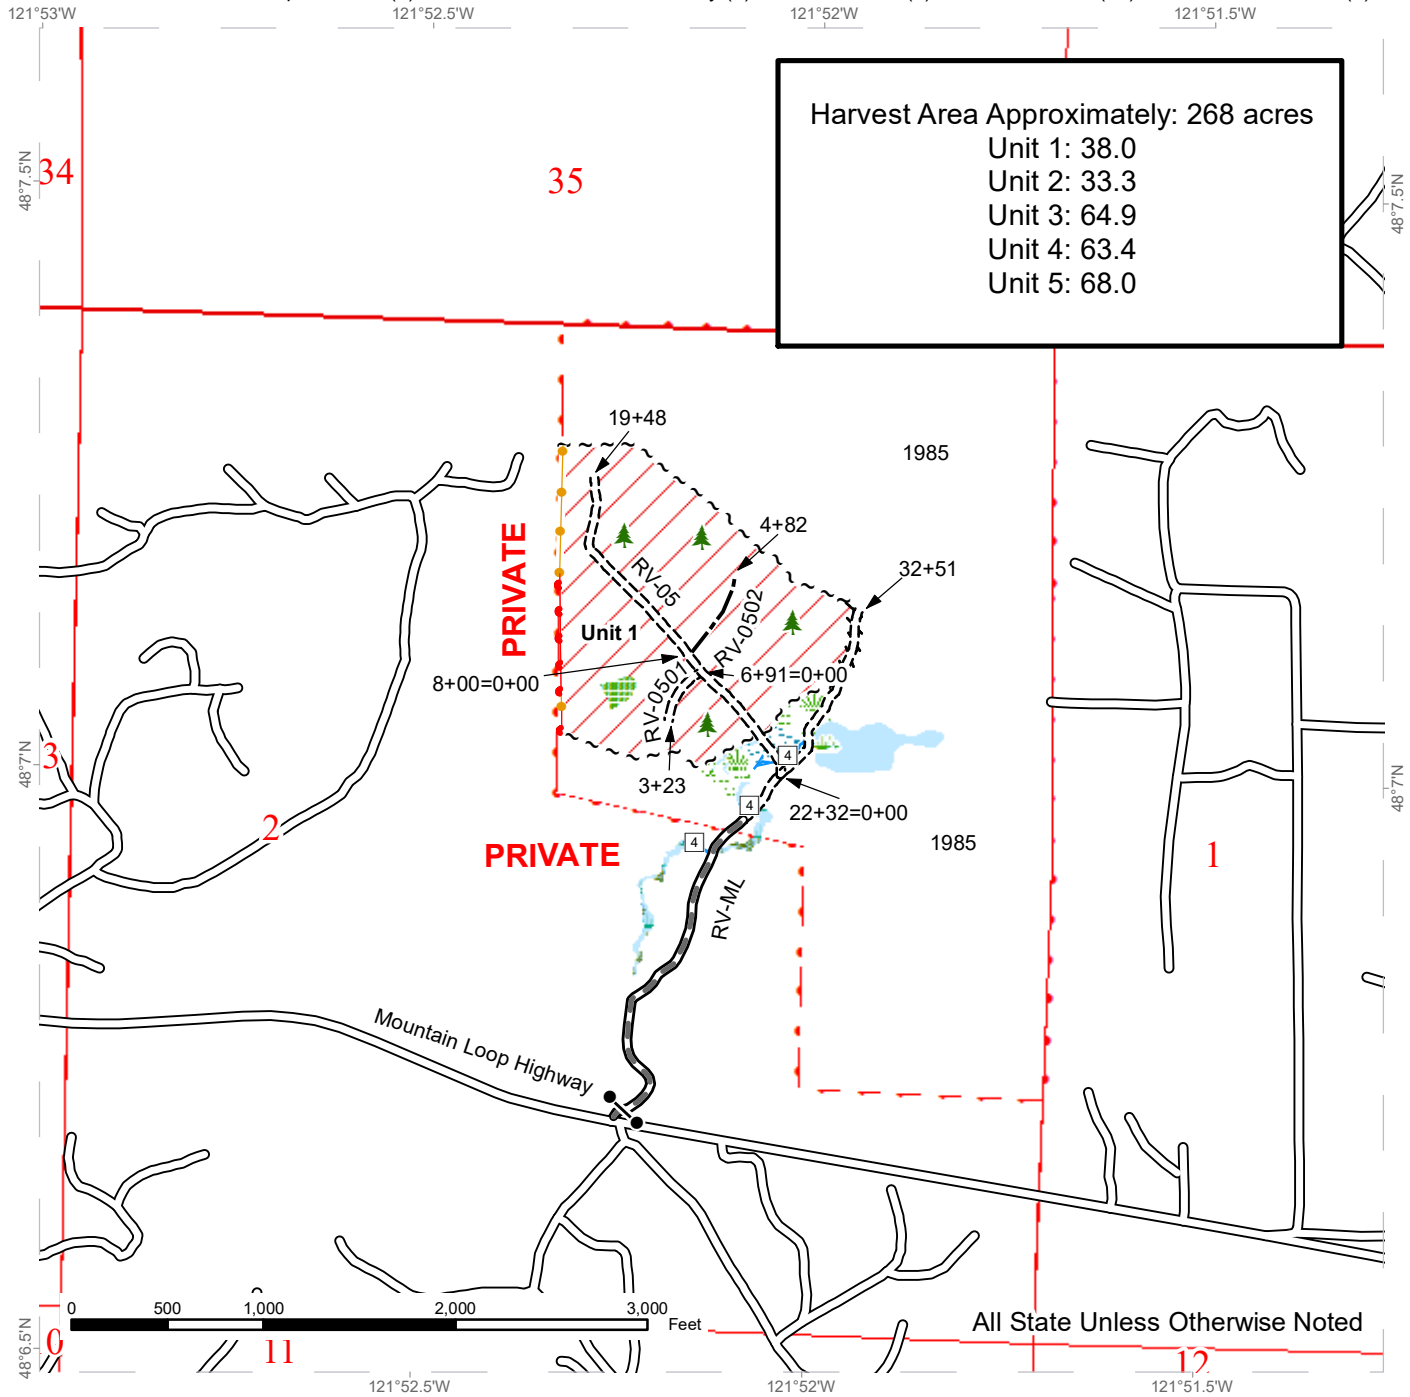 121°53'W
121°52.5'W
121°52'W
121°51.5'W
Harvest Area Approximately: 268 acres
Unit 1: 38.0
Unit 2: 33.3
Unit 3: 64.9
Unit 4: 63.4
Unit 5: 68.0
48°7.5'N
34
35
48°7.5'N
19+48
1985
4+82
32+51
PRIVATE
RV-05
RV-0502
Unit 1
8+00=0+00
RV-0501
6+91=0+00
48°7'N
3
4
3+23
4
22+32=0+00
48°7'N
2
4
1985
1
PRIVATE
RV-ML
Mountain Loop Highway
0
500
1,000
2,000
3,000
Feet
All State Unless Otherwise Noted
48°6.5'N
0
11
12
121°52.5'W
121°52'W
121°51.5'W